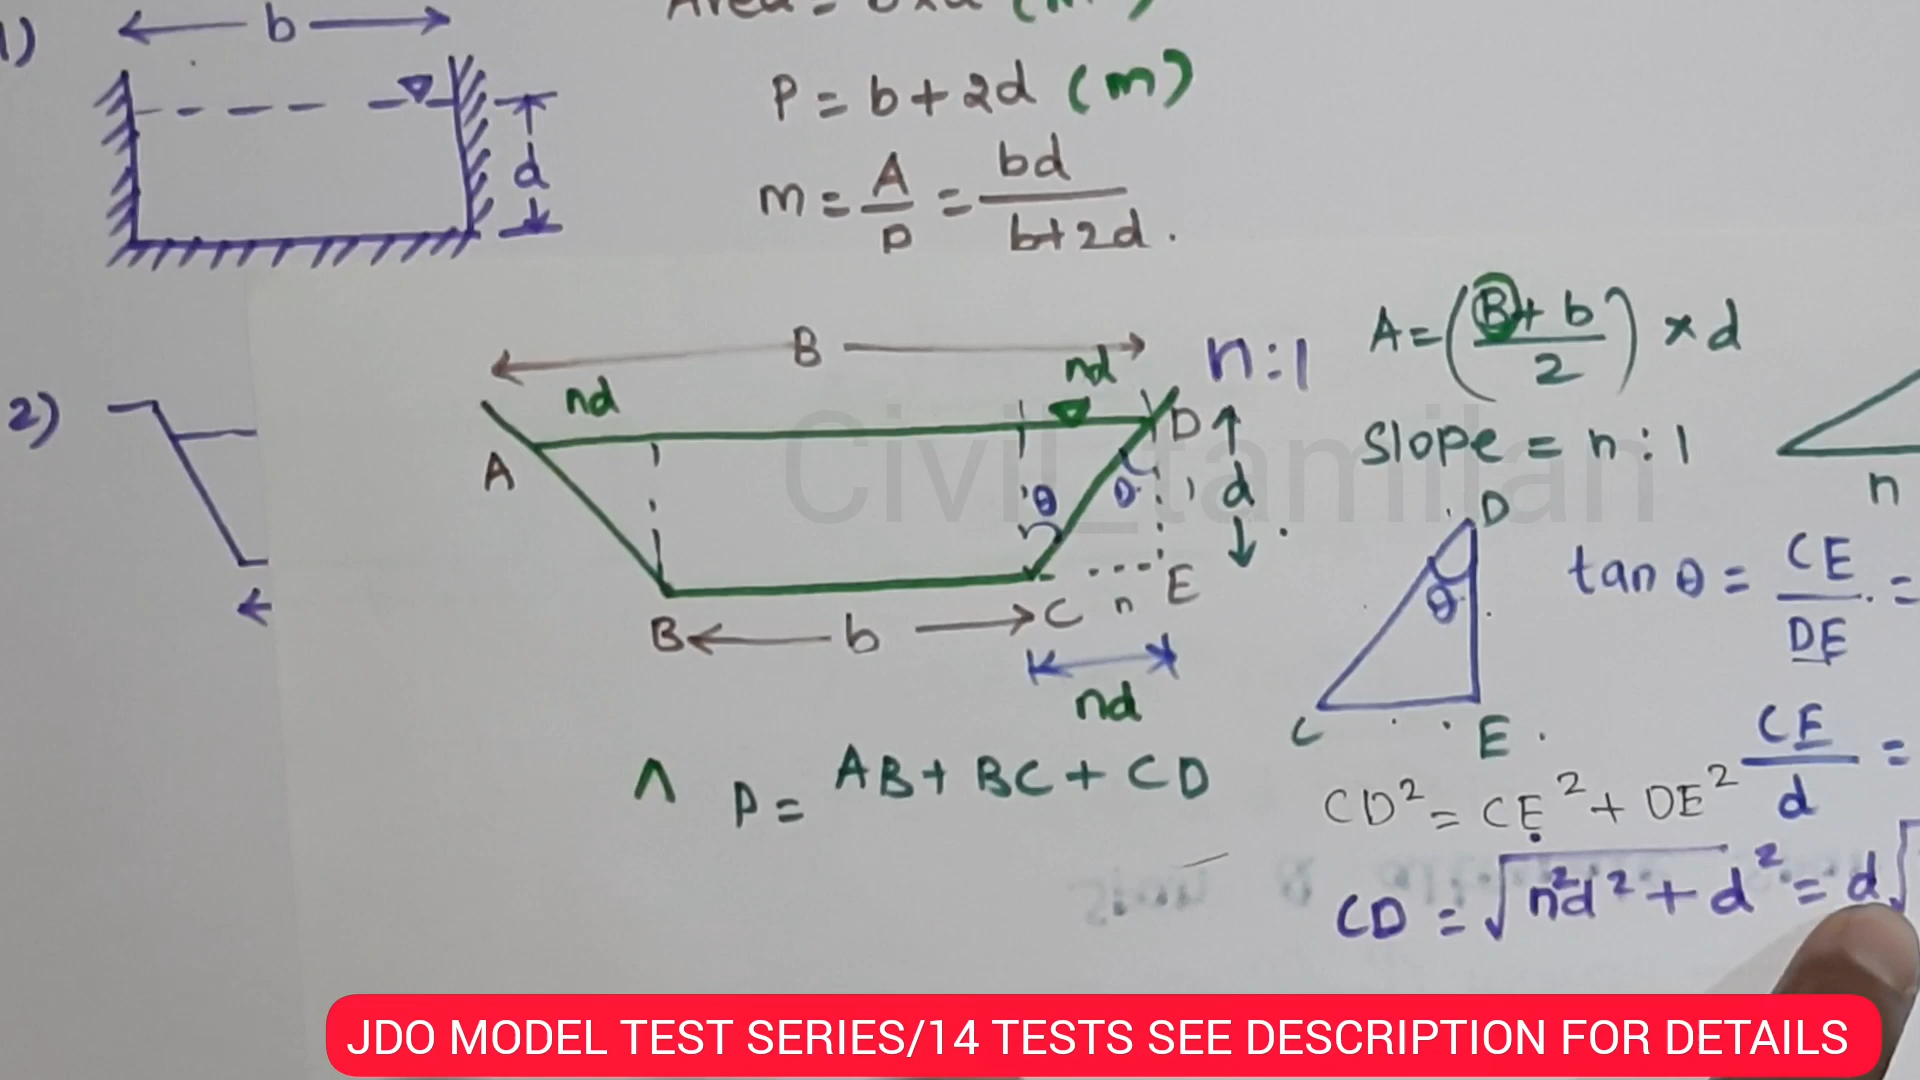 1)
b
d
P = b + 2d (m)
m = A/P = bd/b+2d .
2)
B
nd
nd
n:1
A
D
θ
θ
d
B
b
C
n
E
nd
A = (B + b / 2) × d
Slope = n : 1
n
D
θ
C
E
tan θ = CE/DE =
CE/d =
P = AB + BC + CD
CD² = CE² + DE²
CD = √n²d² + d² = d√
Civil_tamilan
JDO MODEL TEST SERIES/14 TESTS SEE DESCRIPTION FOR DETAILS